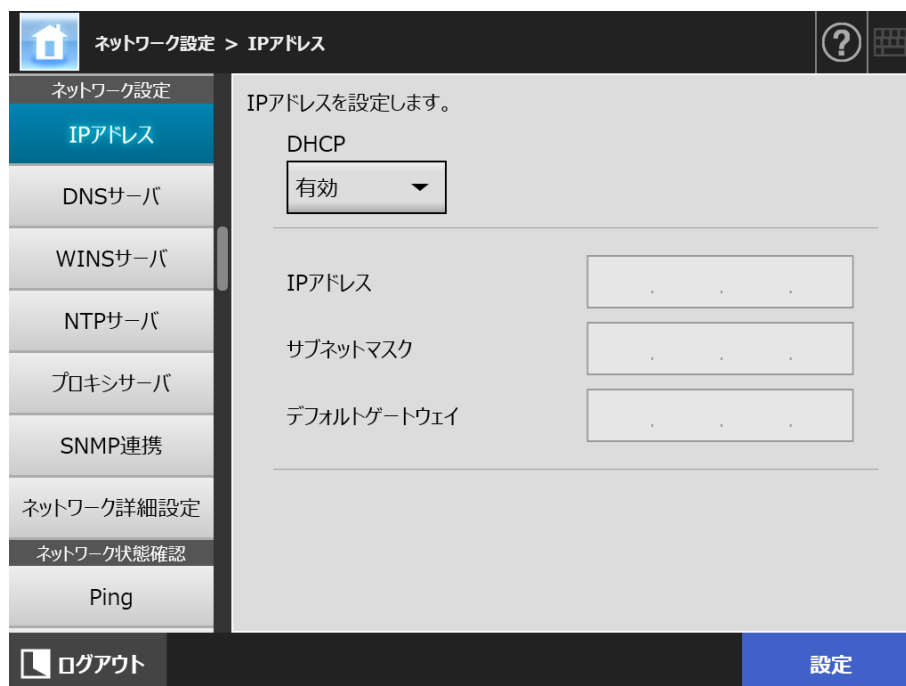 ネットワーク設定 > IPアドレス
?
ネットワーク設定
IPアドレス
DNSサーバ
WINSサーバ
NTPサーバ
プロキシサーバ
SNMP連携
ネットワーク詳細設定
ネットワーク状態確認
Ping
IPアドレスを設定します。
DHCP
有効
IPアドレス . . .
サブネットマスク . . .
デフォルトゲートウェイ . . .
ログアウト
設定